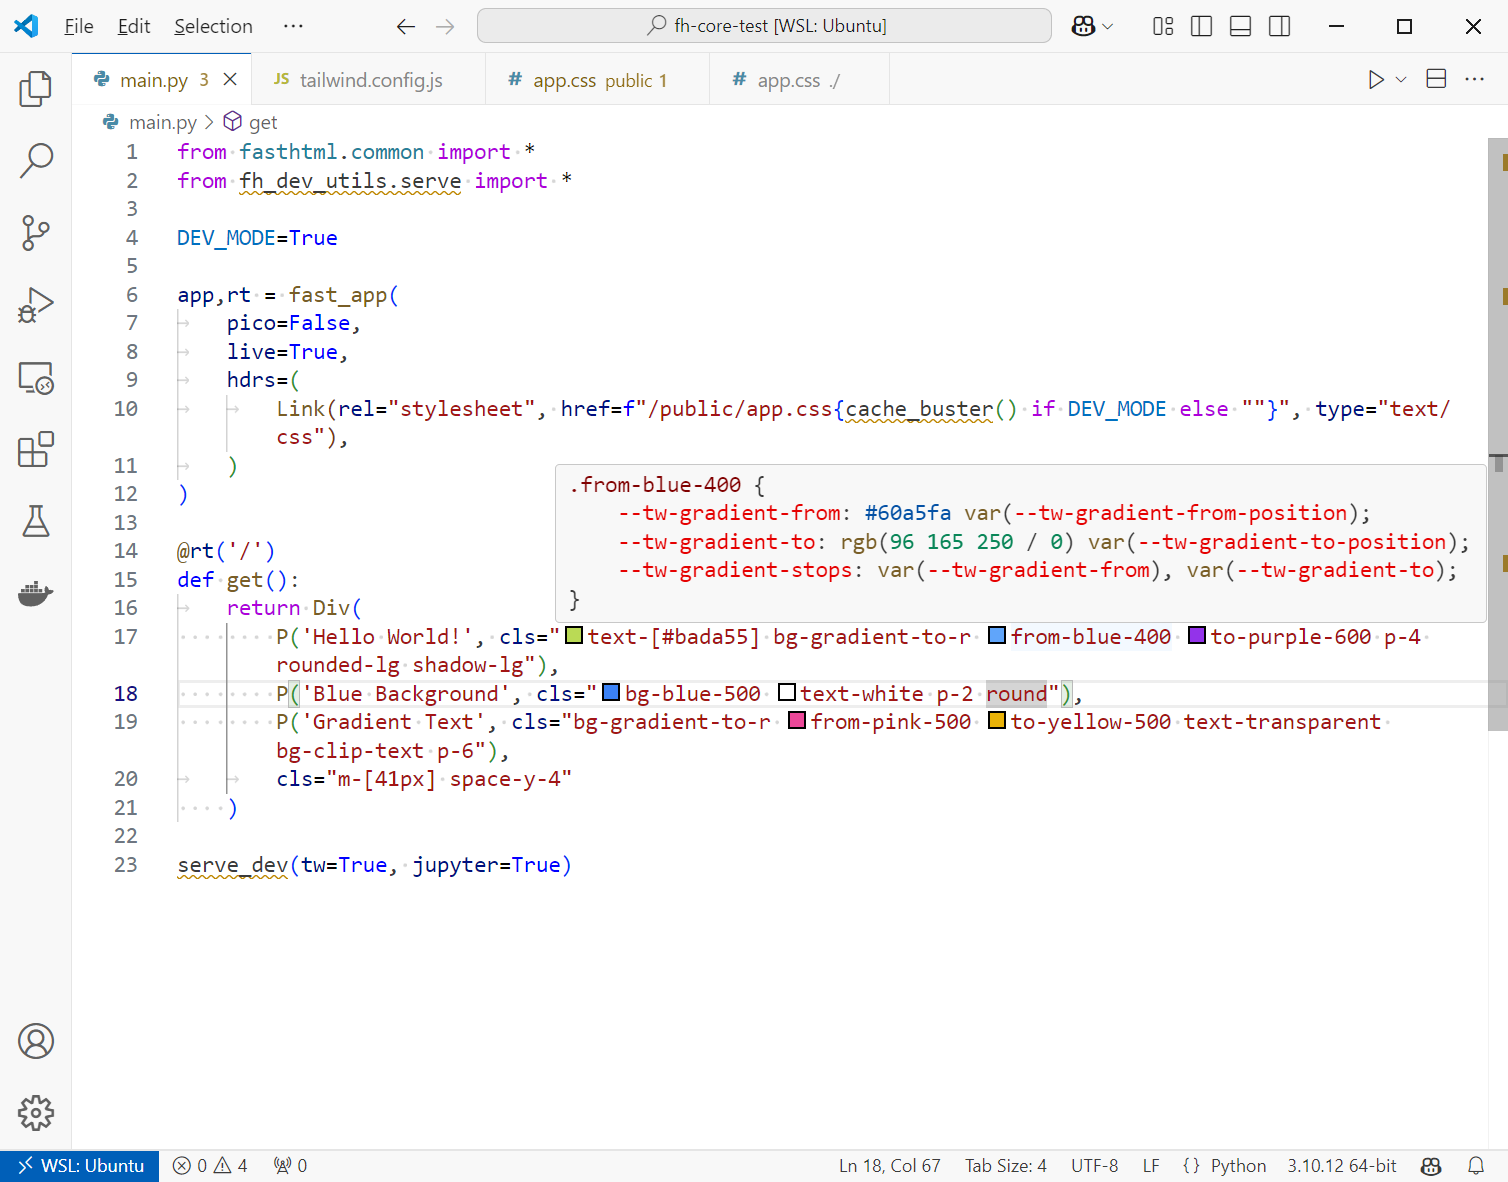 File Edit Selection ··· fh-core-test [WSL: Ubuntu]
main.py 3 JS tailwind.config.js # app.css public 1 # app.css ./
main.py > get
1 from fasthtml.common import *
2 from fh_dev_utils.serve import *
3
4 DEV_MODE=True
5
6 app,rt = fast_app(
7 pico=False,
8 live=True,
9 hdrs=(
10 Link(rel="stylesheet", href=f"/public/app.css{cache_buster() if DEV_MODE else ""}", type="text/
css"),
11 )
12 )
13
14 @rt('/')
15 def get():
16 return Div(
17 P('Hello World!', cls="text-[#bada55] bg-gradient-to-r from-blue-400 to-purple-600 p-4
rounded-lg shadow-lg"),
18 P('Blue Background', cls="bg-blue-500 text-white p-2 round"),
19 P('Gradient Text', cls="bg-gradient-to-r from-pink-500 to-yellow-500 text-transparent
bg-clip-text p-6"),
20 cls="m-[41px] space-y-4"
21 )
22
23 serve_dev(tw=True, jupyter=True)
.from-blue-400 {
--tw-gradient-from: #60a5fa var(--tw-gradient-from-position);
--tw-gradient-to: rgb(96 165 250 / 0) var(--tw-gradient-to-position);
--tw-gradient-stops: var(--tw-gradient-from), var(--tw-gradient-to);
}
WSL: Ubuntu 0 4 0 Ln 18, Col 67 Tab Size: 4 UTF-8 LF {} Python 3.10.12 64-bit